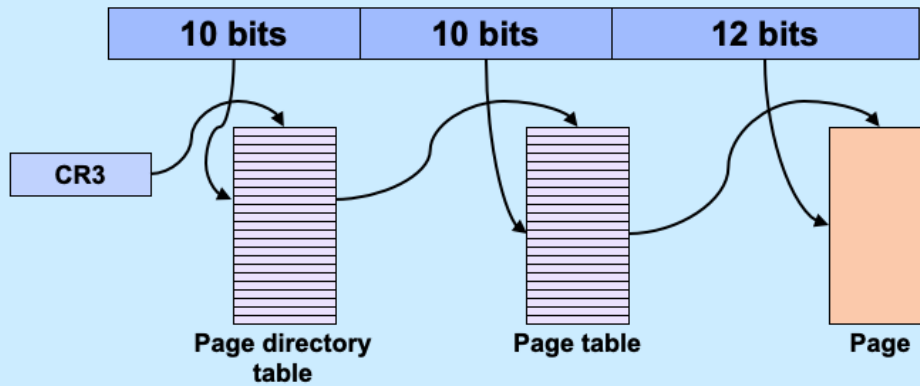 10 bits
10 bits
12 bits
CR3
Page directory
table
Page table
Page